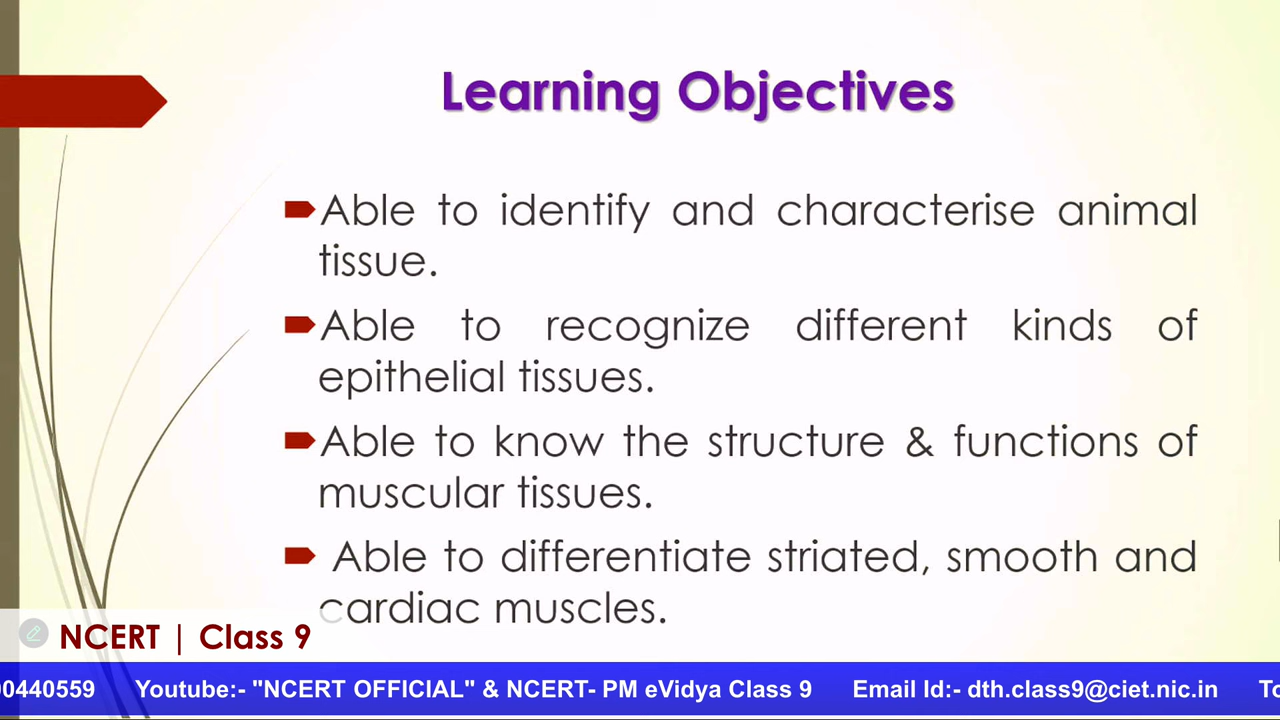 Learning Objectives
Able to identify and characterise animal
tissue.
Able to recognize different kinds of
epithelial tissues.
Able to know the structure & functions of
muscular tissues.
Able to differentiate striated, smooth and
cardiac muscles.
NCERT | Class 9
00440559 Youtube:- "NCERT OFFICIAL" & NCERT- PM eVidya Class 9 Email Id:- dth.class9@ciet.nic.in